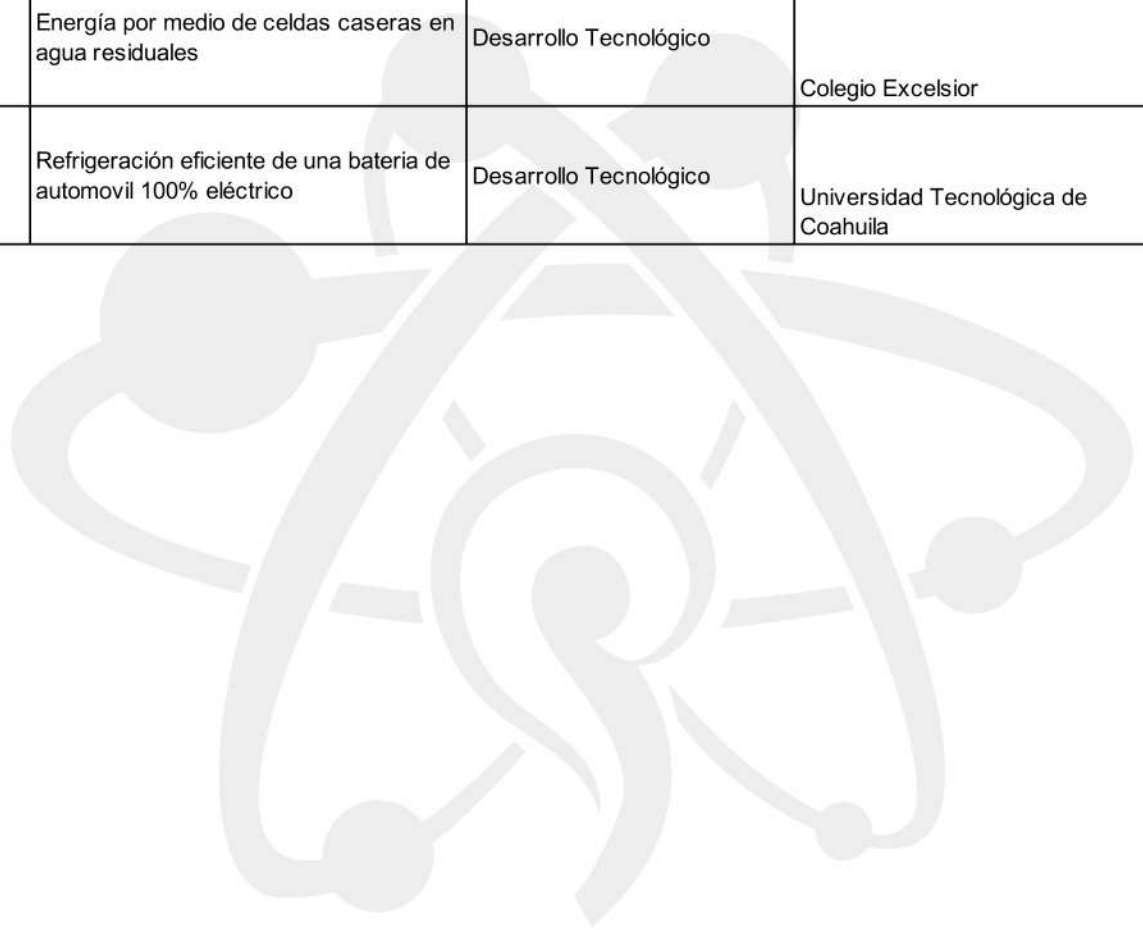 Energía por medio de celdas caseras en
agua residuales
Desarrollo Tecnológico
Colegio Excelsior
Refrigeración eficiente de una bateria de
automovil 100% eléctrico
Desarrollo Tecnológico
Universidad Tecnológica de
Coahuila